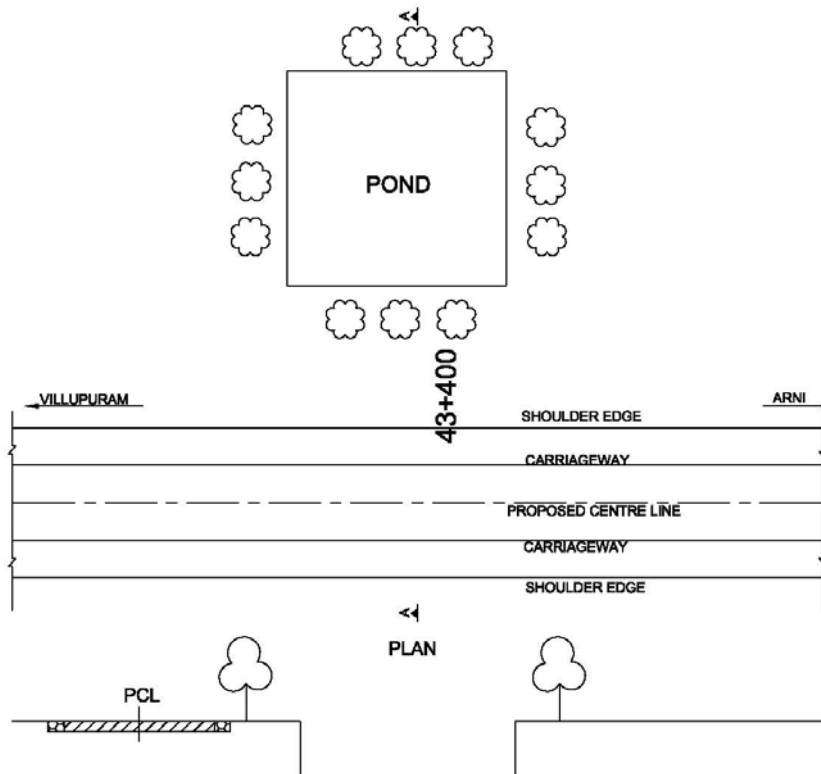 A
POND
43+400
VILLUPURAM
ARNI
SHOULDER EDGE
CARRIAGEWAY
PROPOSED CENTRE LINE
CARRIAGEWAY
SHOULDER EDGE
A
PLAN
PCL